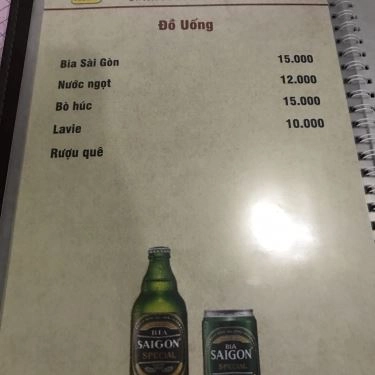 Đồ Uống
Bia Sài Gòn 15.000
Nước ngọt 12.000
Bò húc 15.000
Lavie 10.000
Rượu quê
BIA
SAIGON
SPECIAL
BIA
SAIGON
SPECIAL